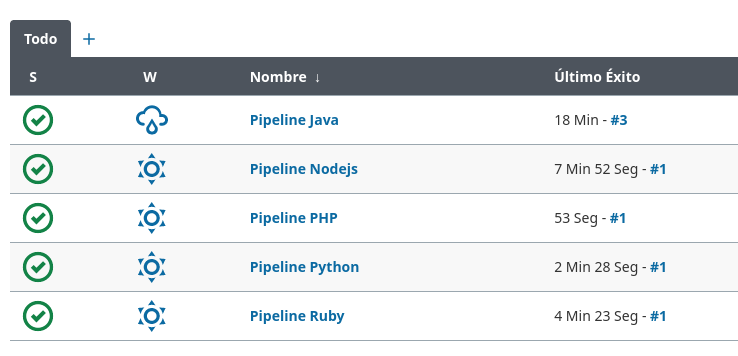 Todo +
S W Nombre ↓ Último Éxito
Pipeline Java 18 Min - #3
Pipeline Nodejs 7 Min 52 Seg - #1
Pipeline PHP 53 Seg - #1
Pipeline Python 2 Min 28 Seg - #1
Pipeline Ruby 4 Min 23 Seg - #1